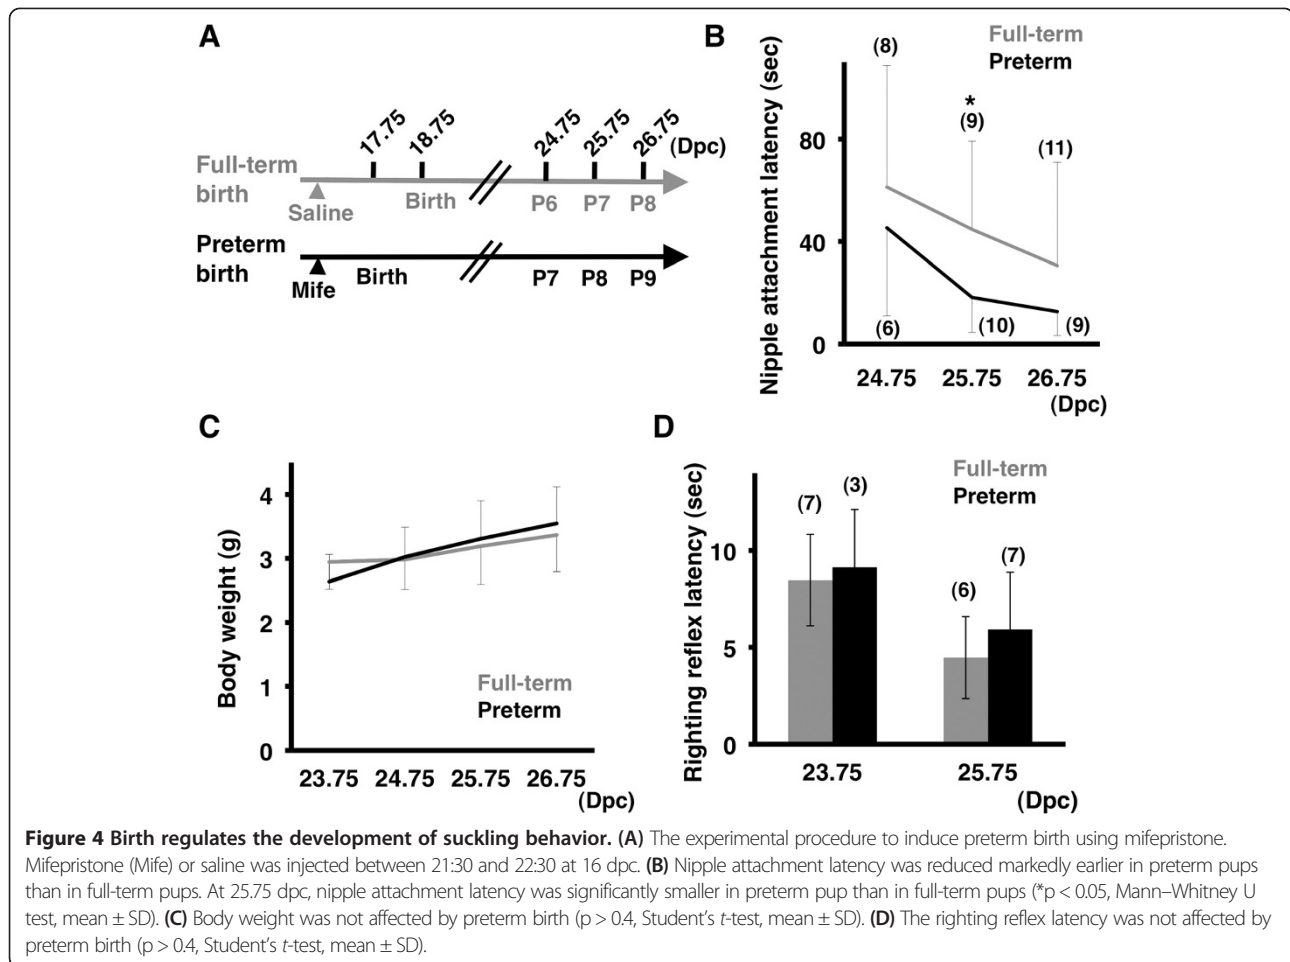 A
17.75 18.75 24.75 25.75 26.75 (Dpc)
Full-term
birth
Saline
Birth P6 P7 P8
Preterm
birth
Mife
Birth P7 P8 P9
B
Full-term
Preterm
Nipple attachment latency (sec)
80
40
0
(8)
*
(9)
(11)
(6)
(10)
(9)
24.75 25.75 26.75
(Dpc)
C
Body weight (g)
4
3
2
1
0
Full-term
Preterm
23.75 24.75 25.75 26.75
(Dpc)
D
Righting reflex latency (sec)
10
5
0
Full-term
Preterm
(7)
(3)
(6)
(7)
23.75 25.75
(Dpc)
Figure 4 Birth regulates the development of suckling behavior. (A) The experimental procedure to induce preterm birth using mifepristone.
Mifepristone (Mife) or saline was injected between 21:30 and 22:30 at 16 dpc. (B) Nipple attachment latency was reduced markedly earlier in preterm pups
than in full-term pups. At 25.75 dpc, nipple attachment latency was significantly smaller in preterm pup than in full-term pups (*p < 0.05, Mann–Whitney U
test, mean ± SD). (C) Body weight was not affected by preterm birth (p > 0.4, Student's t-test, mean ± SD). (D) The righting reflex latency was not affected by
preterm birth (p > 0.4, Student's t-test, mean ± SD).